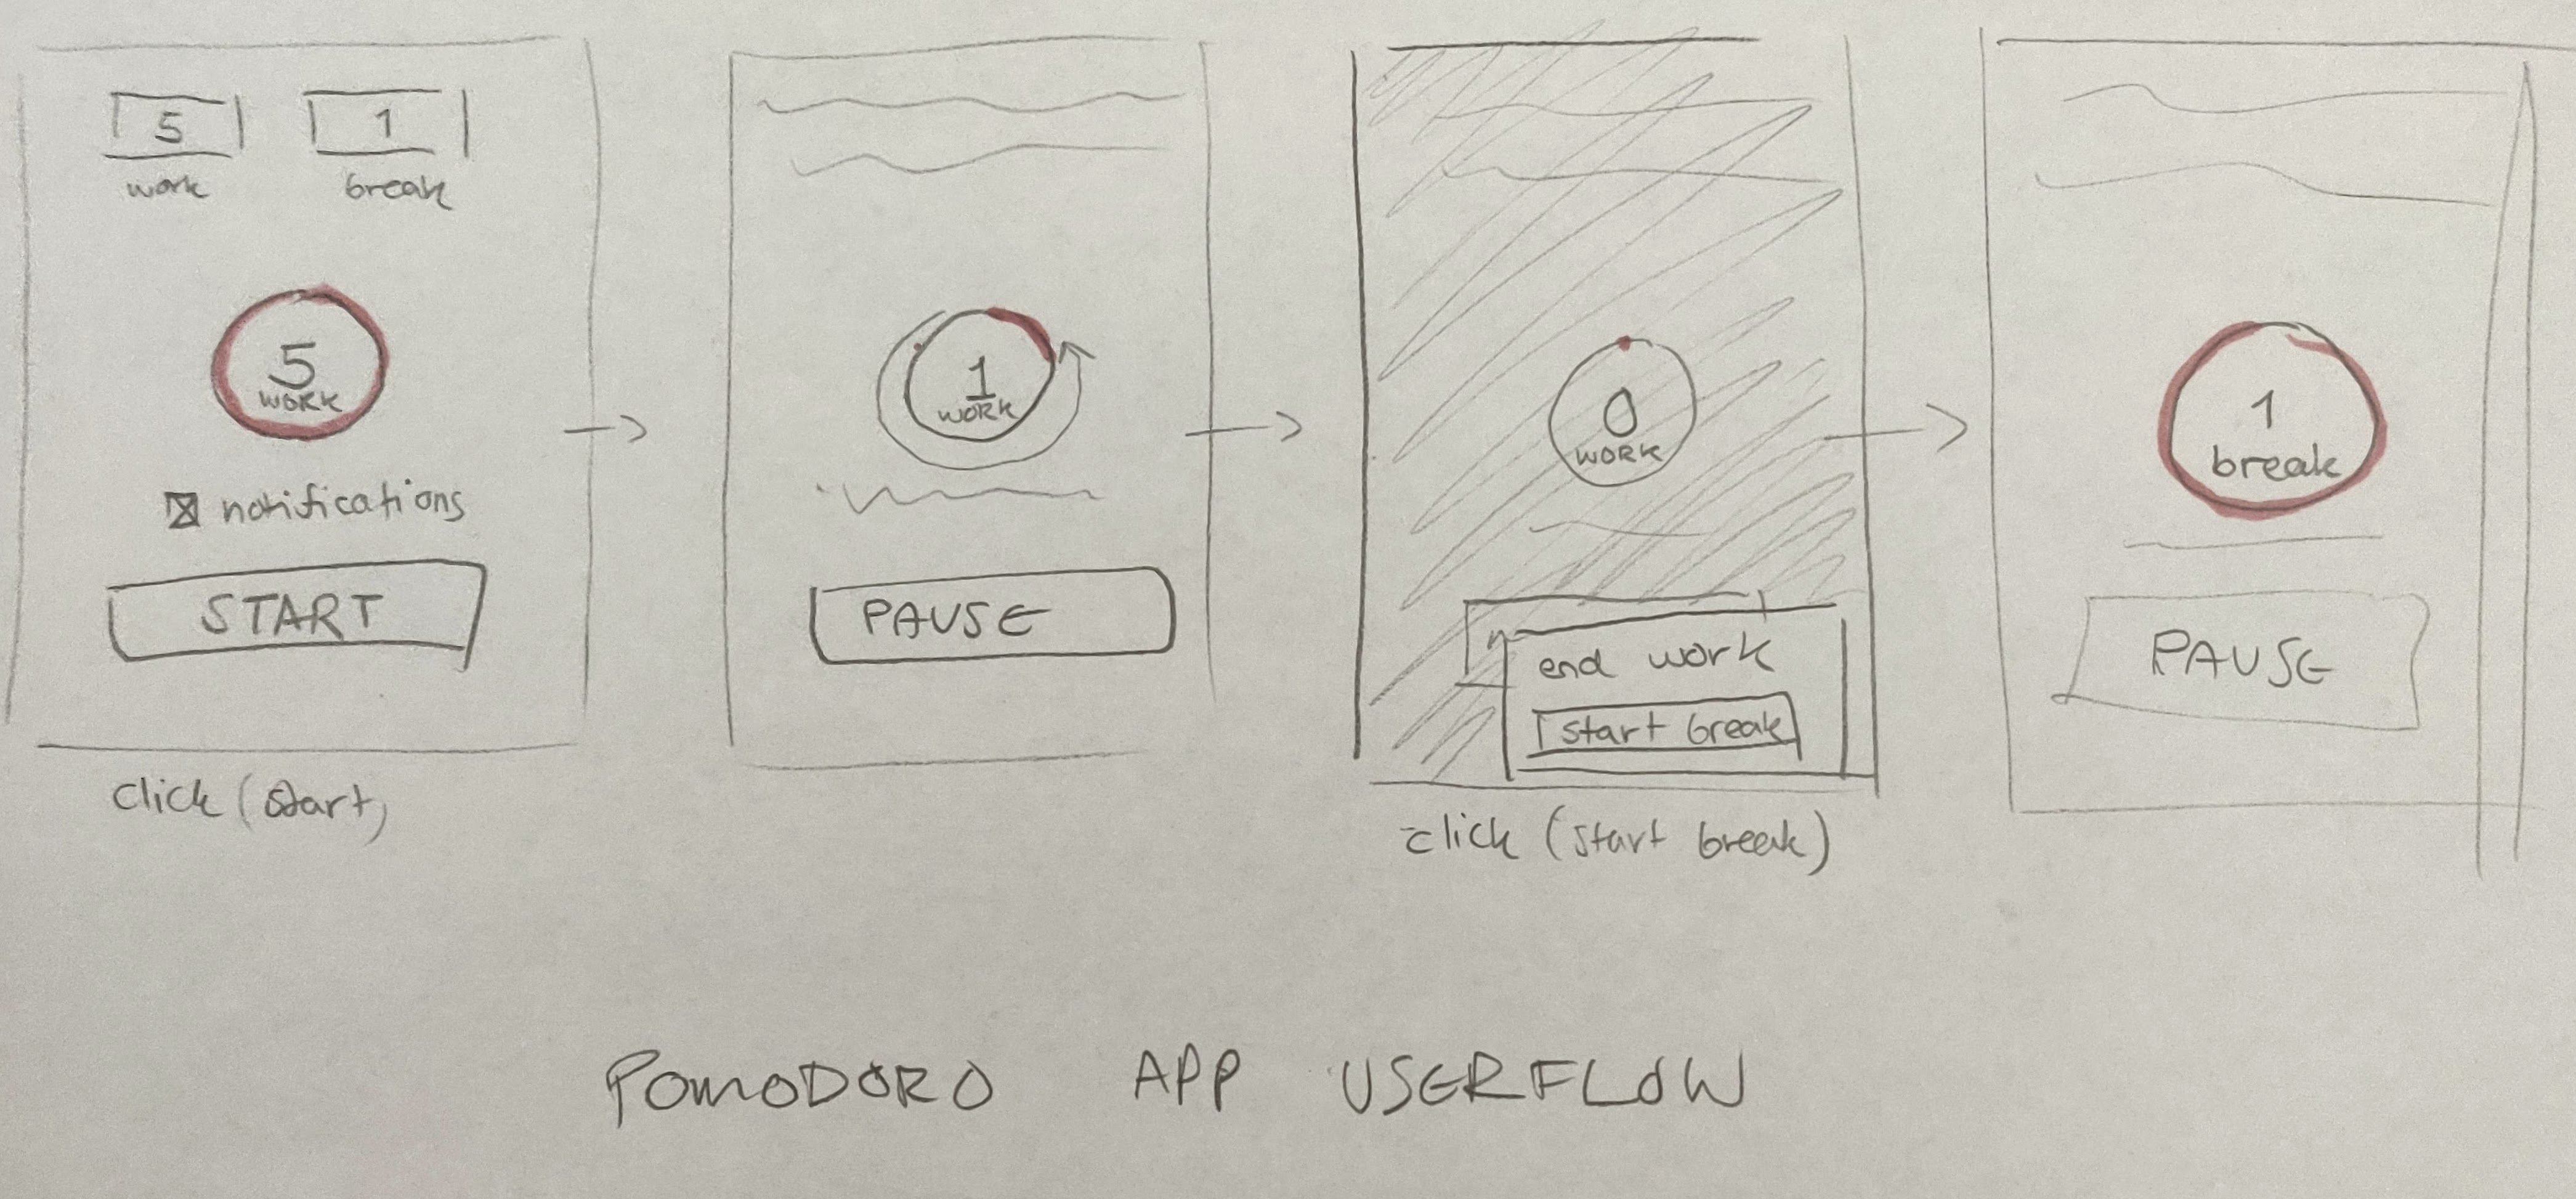 5
work
1
break
5
WORK
notifications
START
click (start)
1
WORK
PAUSE
0
WORK
end work
start break
click (start break)
1
break
PAUSE
POMODORO APP USERFLOW